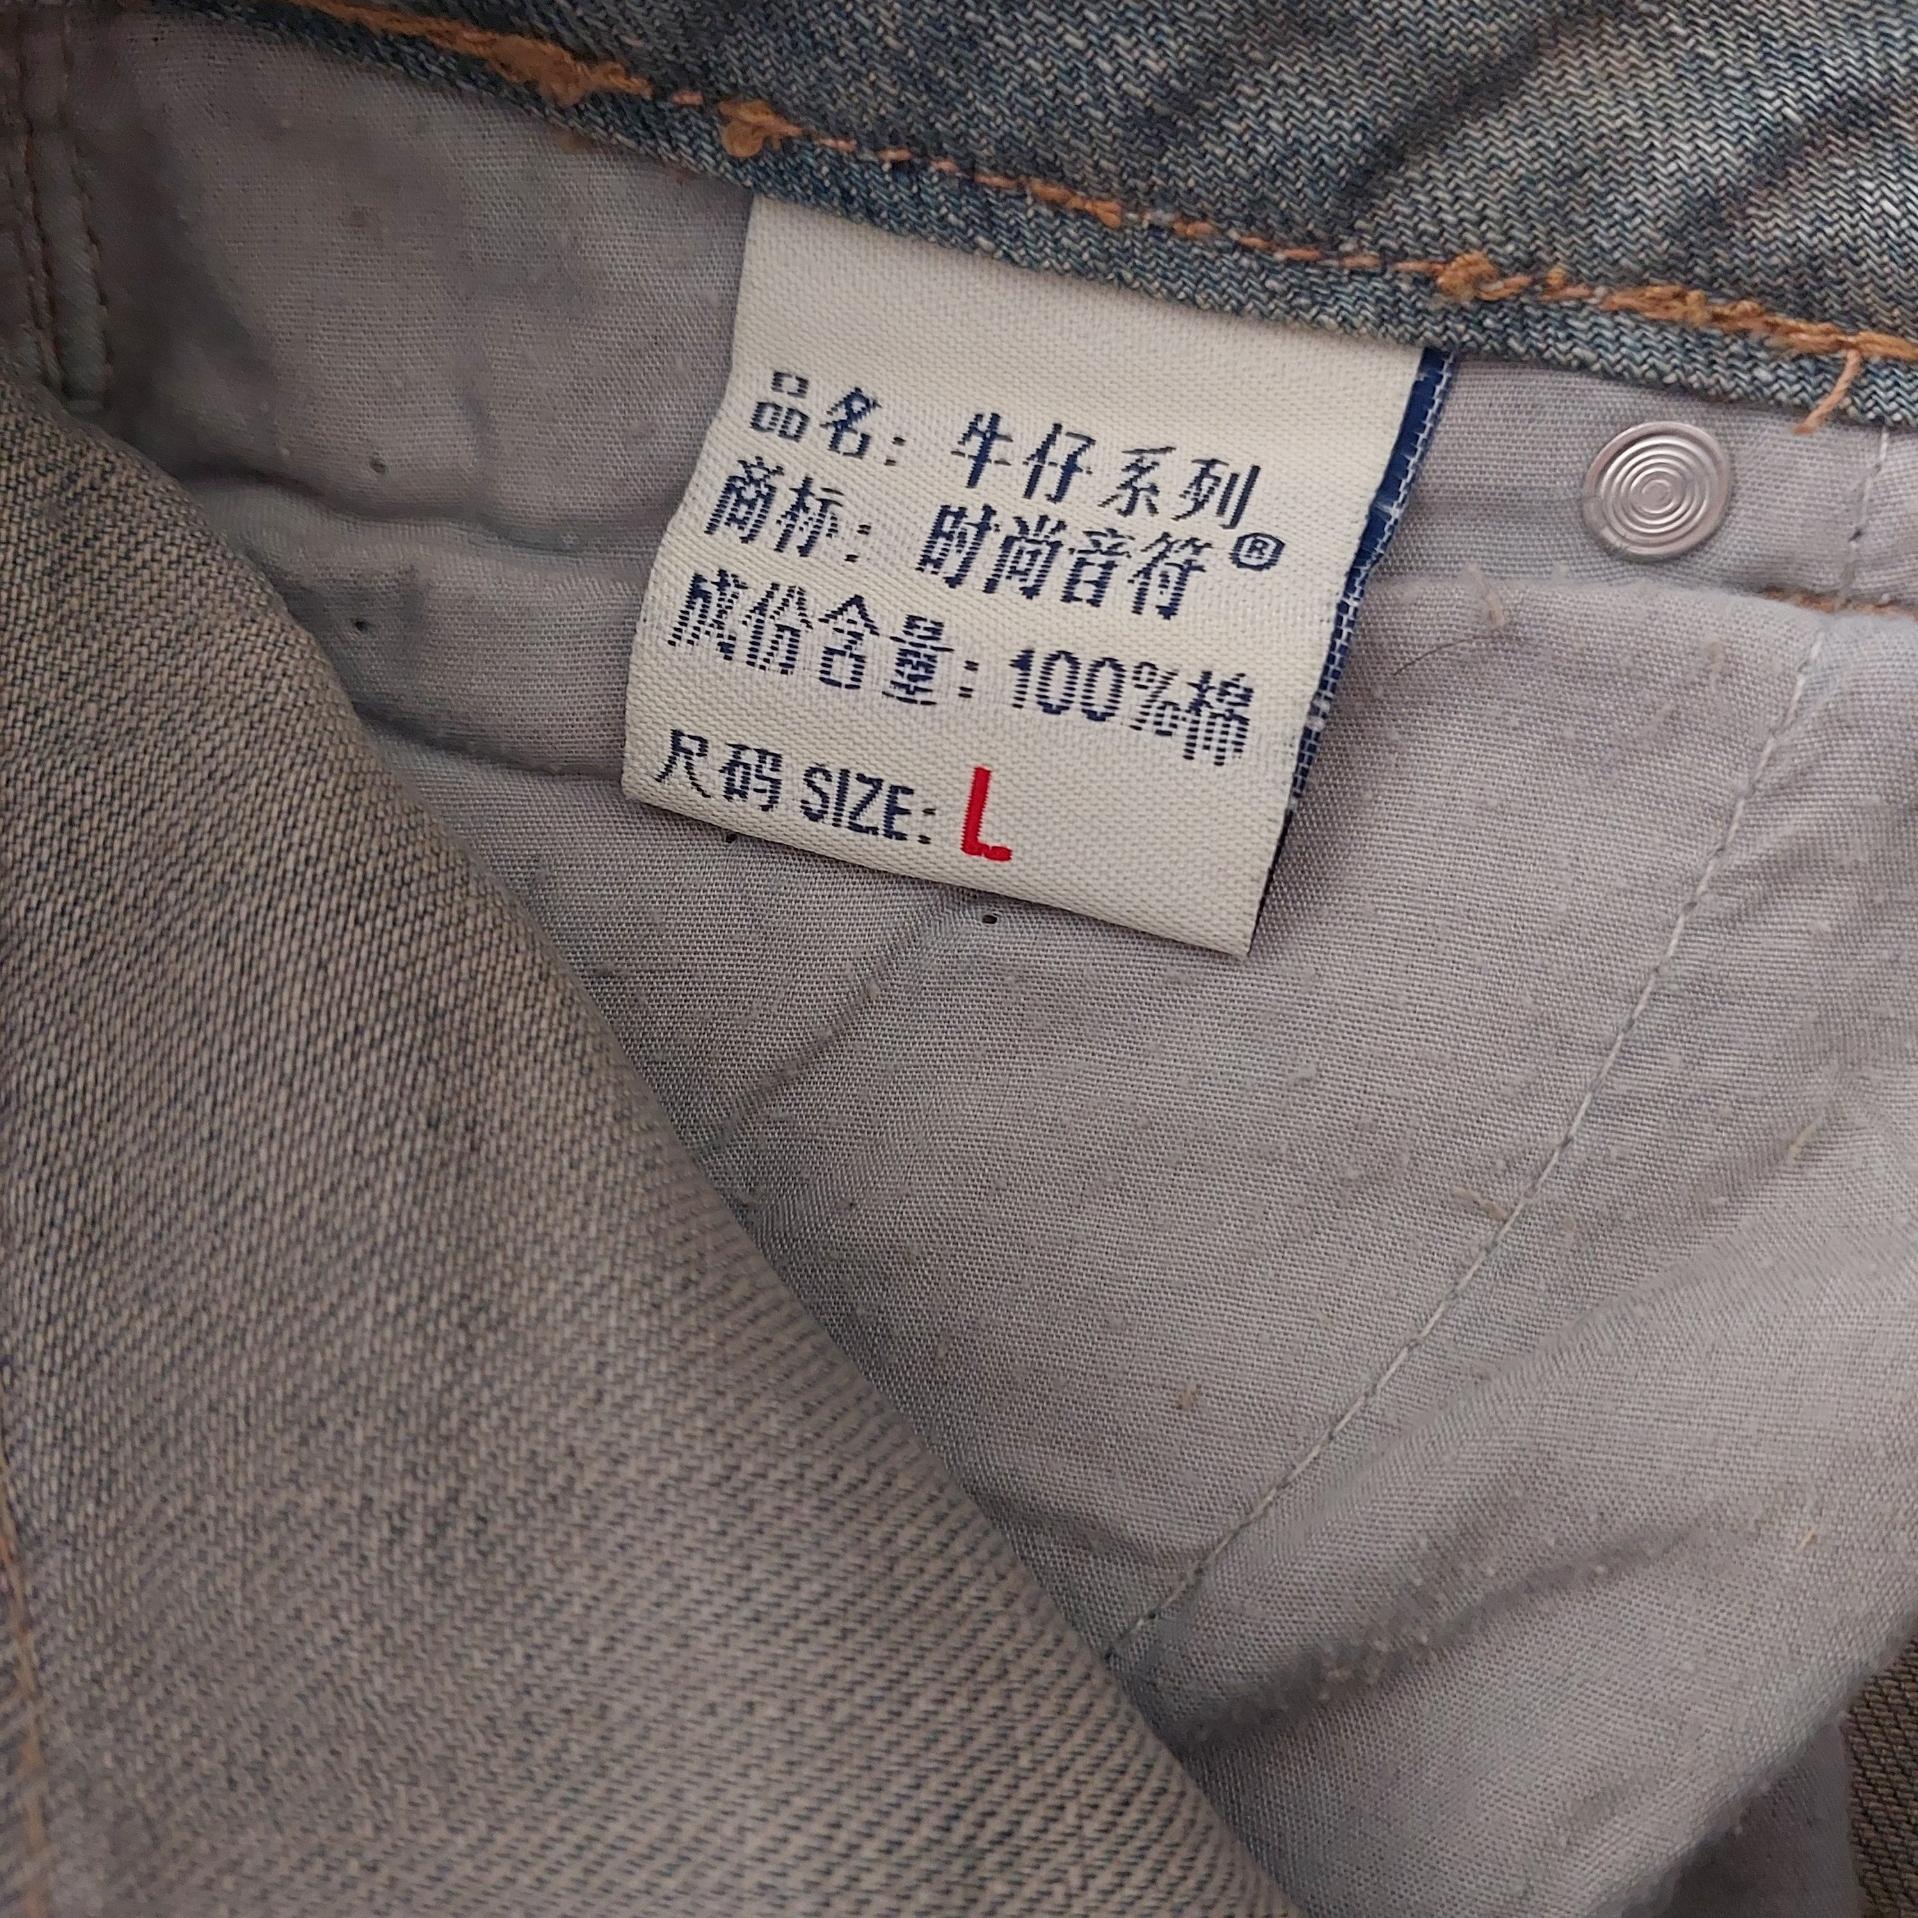 品名: 牛仔系列
商标: 时尚音符®
成份含量: 100%棉
尺码 SIZE: L